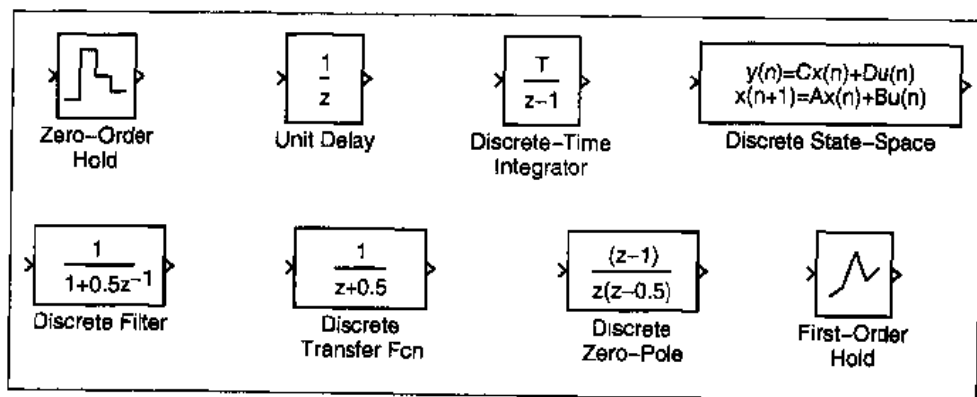 Zero-Order
Hold
1
z
Unit Delay
T
z-1
Discrete-Time
Integrator
y(n)=Cx(n)+Du(n)
x(n+1)=Ax(n)+Bu(n)
Discrete State-Space
1
1+0.5z-1
Discrete Filter
1
z+0.5
Discrete
Transfer Fcn
(z-1)
z(z-0.5)
Discrete
Zero-Pole
First-Order
Hold